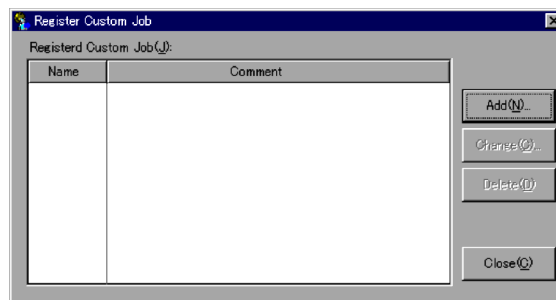 Register Custom Job
Registerd Custom Job(J):
Name Comment
Add(N)...
Change(G)...
Delete(D)
Close(C)